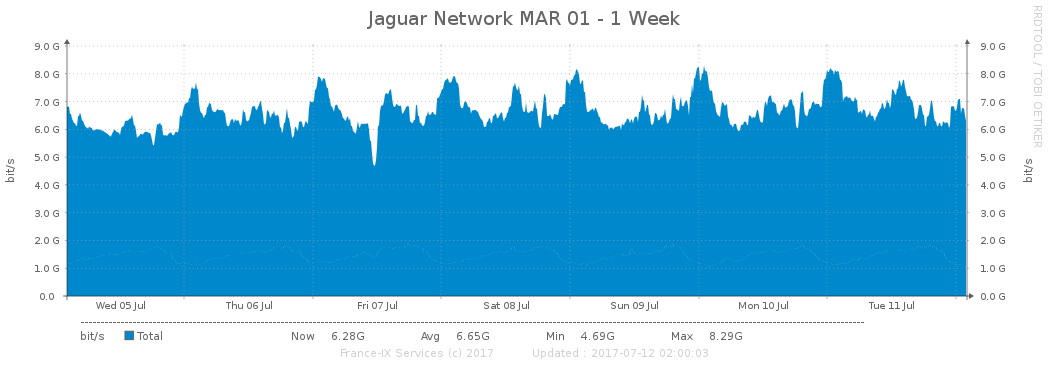 Jaguar Network MAR 01 - 1 Week
RRDTOOL / TOBI OETIKER
9.0 G 9.0 G
8.0 G 8.0 G
7.0 G 7.0 G
6.0 G 6.0 G
5.0 G 5.0 G
4.0 G 4.0 G
3.0 G 3.0 G
2.0 G 2.0 G
1.0 G 1.0 G
0.0 0.0 G
bit/s bit/s
Wed 05 Jul Thu 06 Jul Fri 07 Jul Sat 08 Jul Sun 09 Jul Mon 10 Jul Tue 11 Jul
bit/s Total Now 6.28G Avg 6.65G Min 4.69G Max 8.29G
France-IX Services (c) 2017 Updated : 2017-07-12 02:00:03